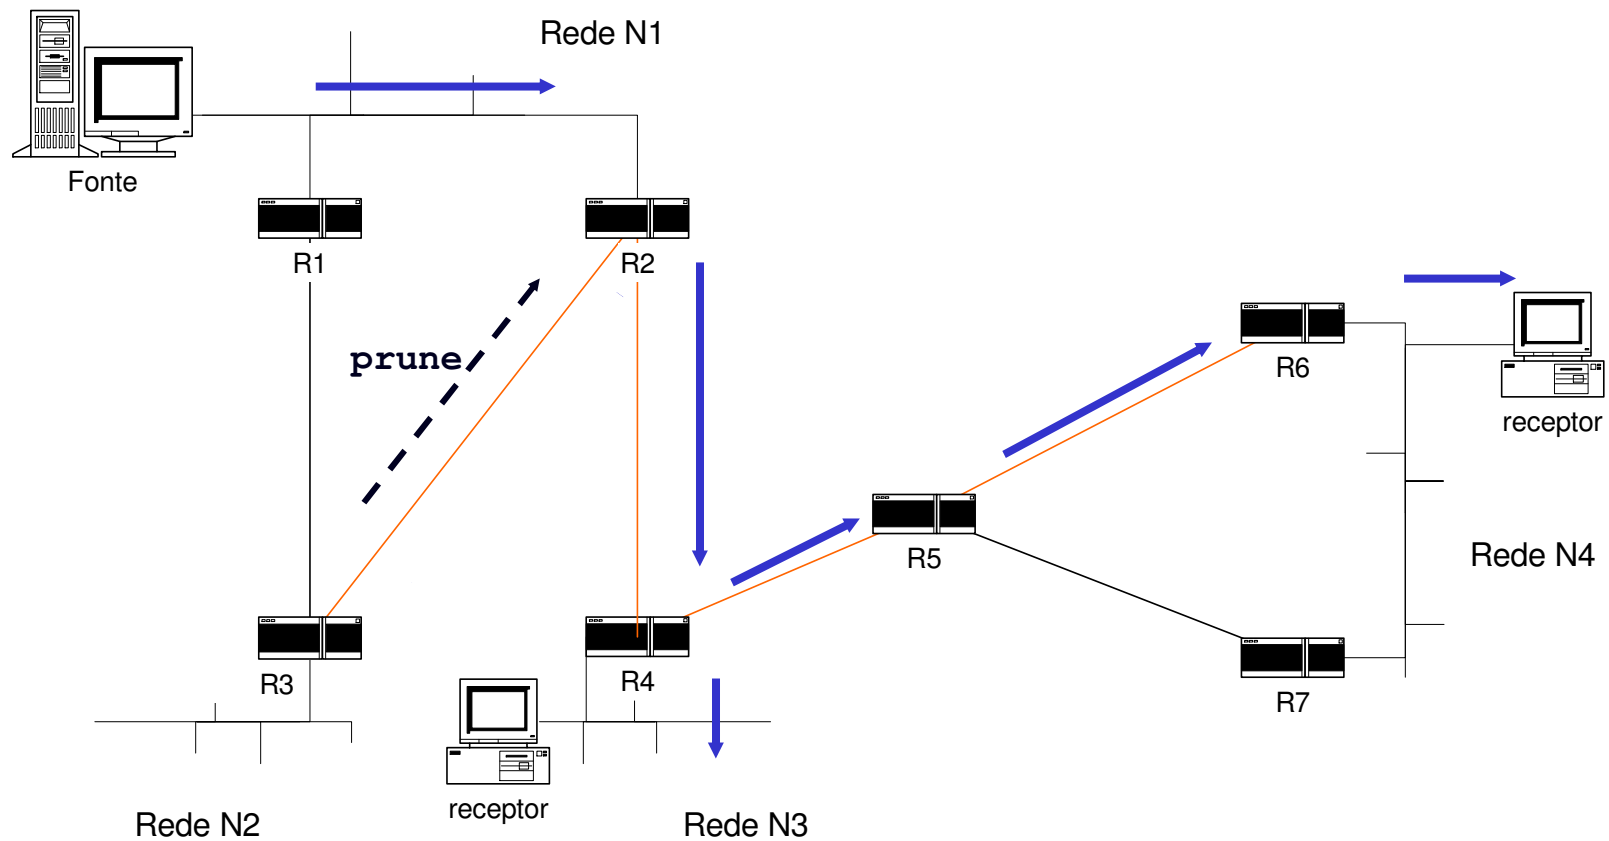 Rede N1
Fonte
R1
R2
prune
R6
receptor
R5
Rede N4
R3
R4
R7
receptor
Rede N2
Rede N3